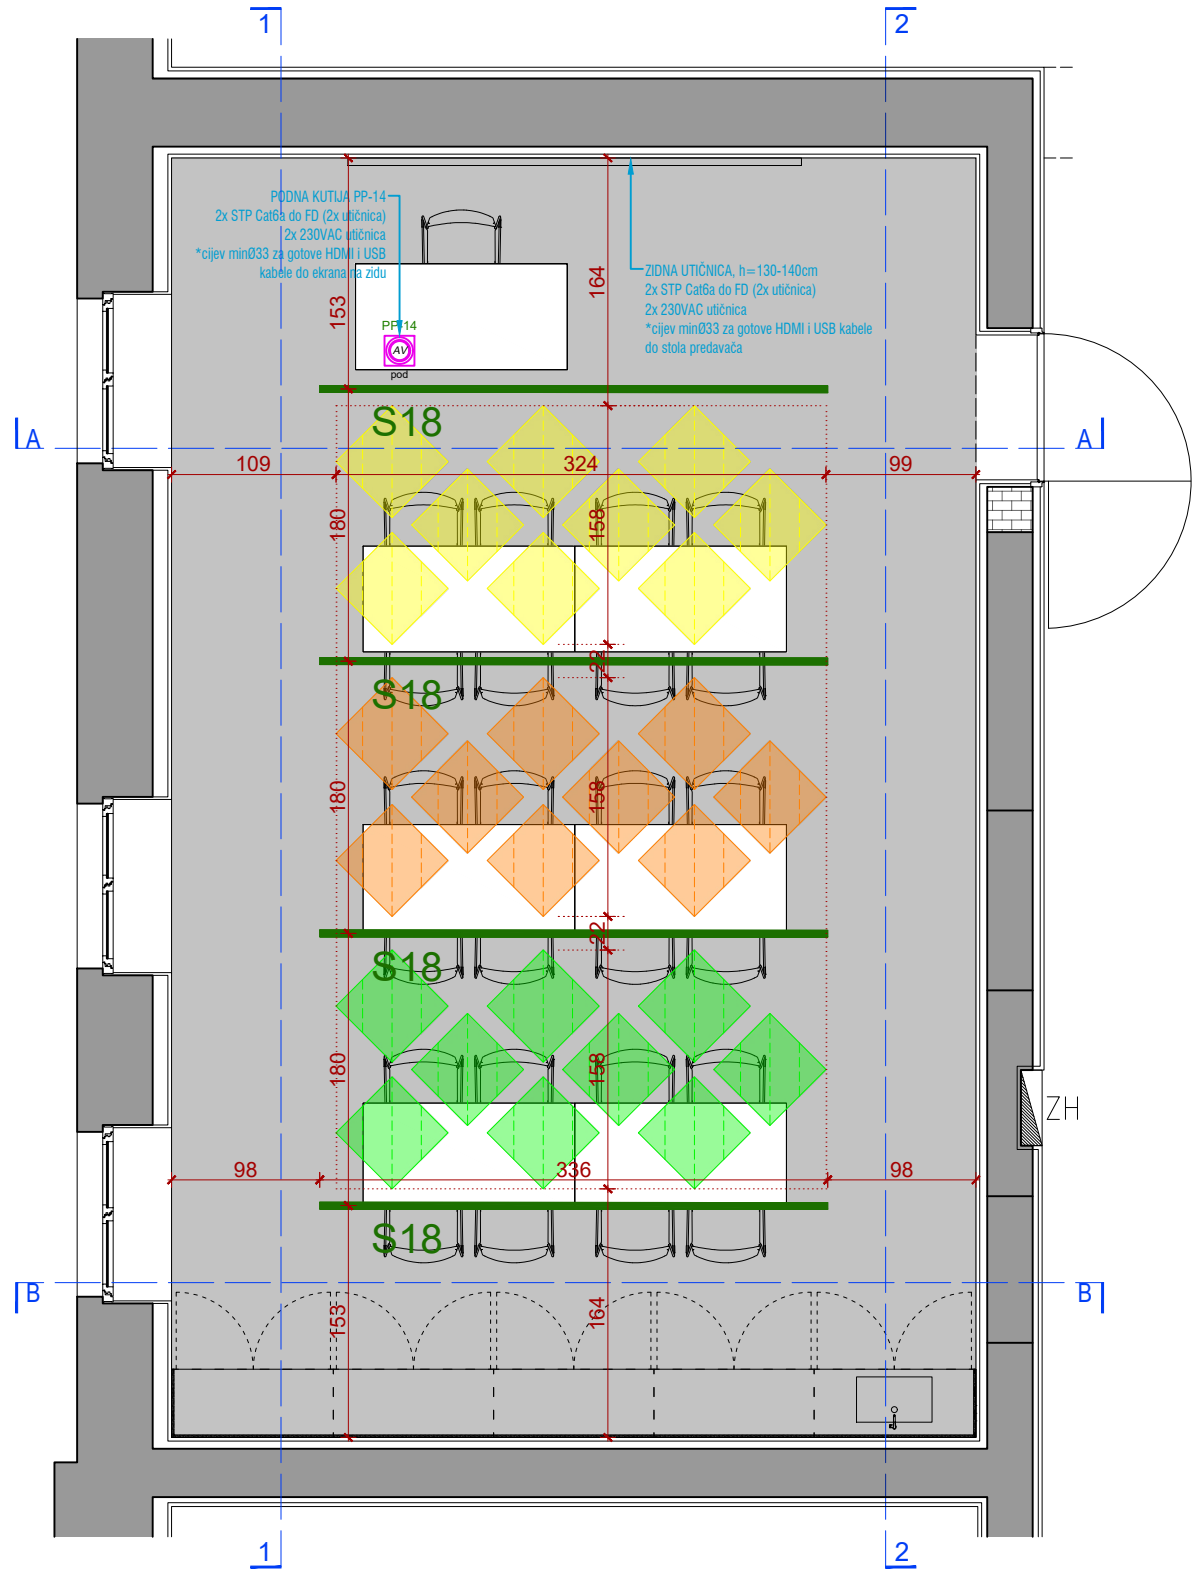 1
2
PODNA KUTIJA PP-14
2x STP Cat6a do FD (2x utičnica)
2x 230VAC utičnica
*cijev minØ33 za gotove HDMI i USB
kabele do ekrana na zidu
ZIDNA UTIČNICA, h=130-140cm
2x STP Cat6a do FD (2x utičnica)
2x 230VAC utičnica
*cijev minØ33 za gotove HDMI i USB kabele
do stola predavača
153
164
PP-14
AV
pod
S18
A
A
109
324
99
180
158
22
S18
180
158
22
S18
180
158
ZH
98
336
98
S18
B
B
153
164
1
2